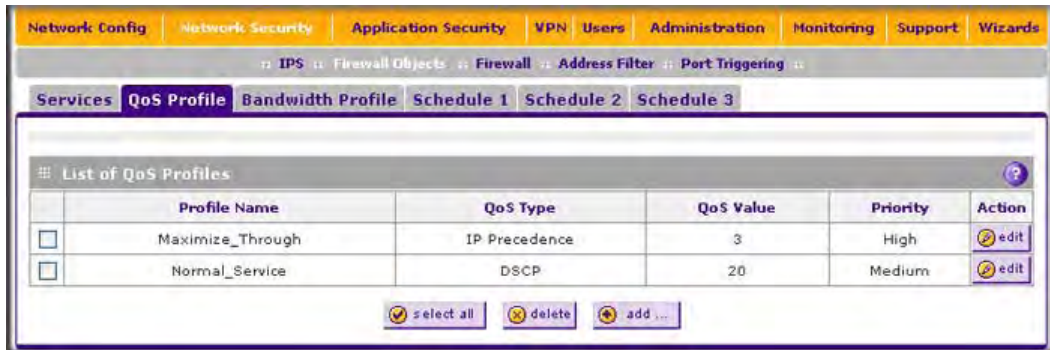 Network Config Network Security Application Security VPN Users Administration Monitoring Support Wizards
:: IPS :: Firewall Objects :: Firewall :: Address Filter :: Port Triggering ::
Services QoS Profile Bandwidth Profile Schedule 1 Schedule 2 Schedule 3
List of QoS Profiles ?
Profile Name QoS Type QoS Value Priority Action
Maximize_Through IP Precedence 3 High edit
Normal_Service DSCP 20 Medium edit
select all delete add ...